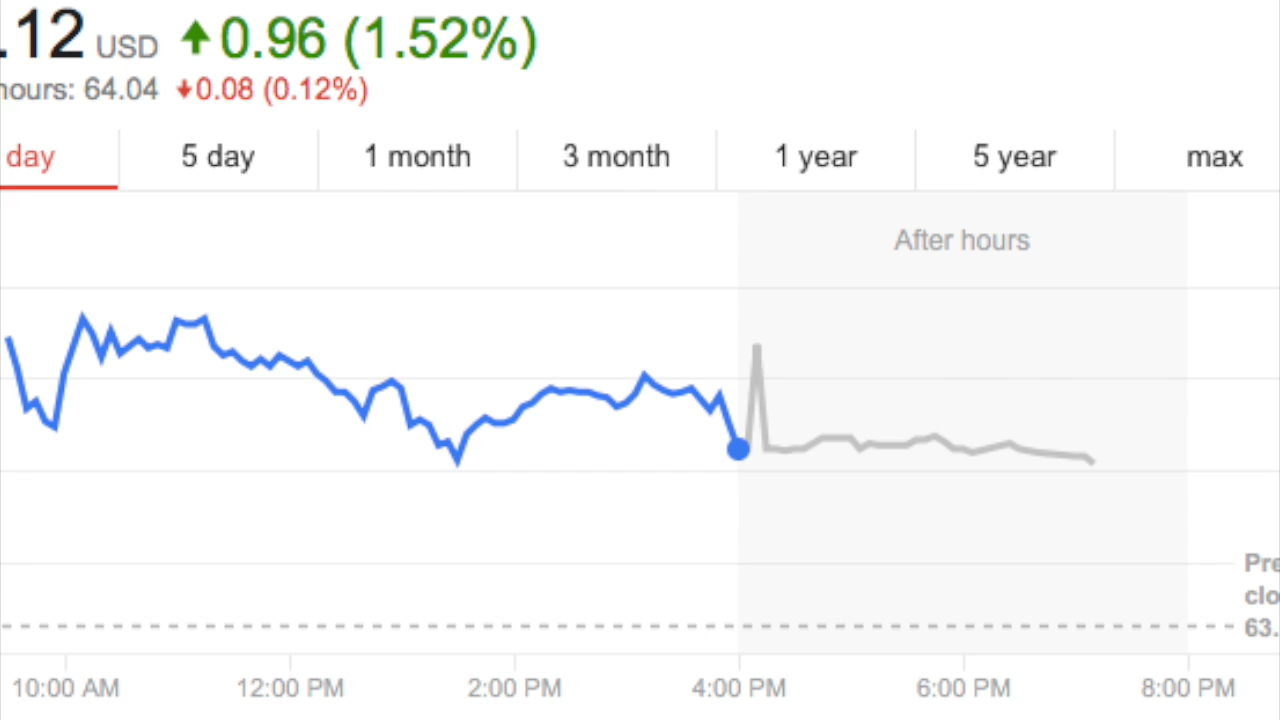 .12 USD ↑0.96 (1.52%)
hours: 64.04 ↓0.08 (0.12%)
day 5 day 1 month 3 month 1 year 5 year max
After hours
Pre
clo
63.
10:00 AM 12:00 PM 2:00 PM 4:00 PM 6:00 PM 8:00 PM